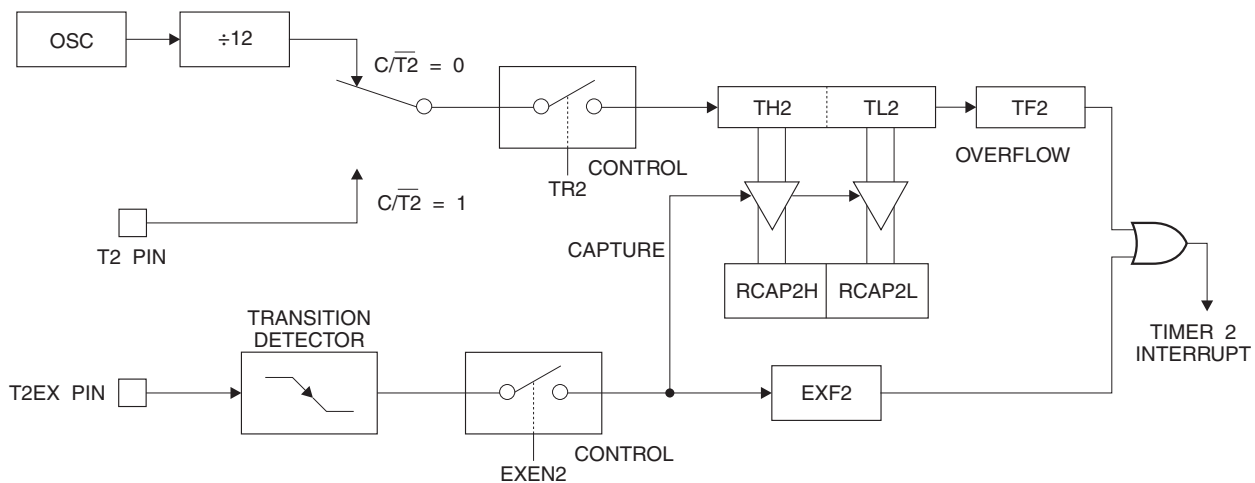 OSC
÷12
C/T2 = 0
TH2
TL2
TF2
CONTROL
OVERFLOW
TR2
C/T2 = 1
T2 PIN
CAPTURE
RCAP2H
RCAP2L
TRANSITION
DETECTOR
TIMER 2
INTERRUPT
T2EX PIN
EXF2
CONTROL
EXEN2